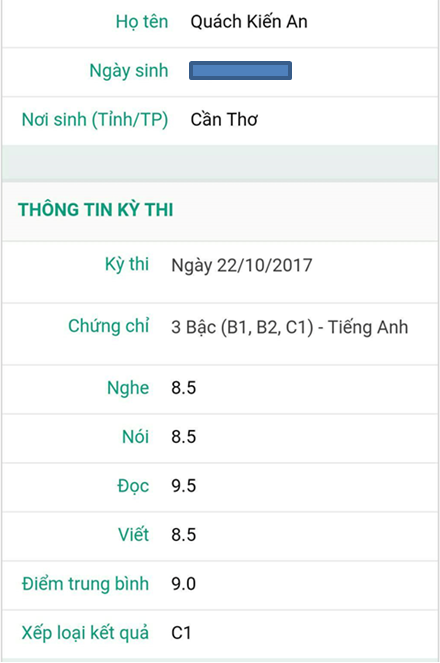 Họ tên Quách Kiến An
Ngày sinh
Nơi sinh (Tỉnh/TP) Cần Thơ
THÔNG TIN KỲ THI
Kỳ thi Ngày 22/10/2017
Chứng chỉ 3 Bậc (B1, B2, C1) - Tiếng Anh
Nghe 8.5
Nói 8.5
Đọc 9.5
Viết 8.5
Điểm trung bình 9.0
Xếp loại kết quả C1